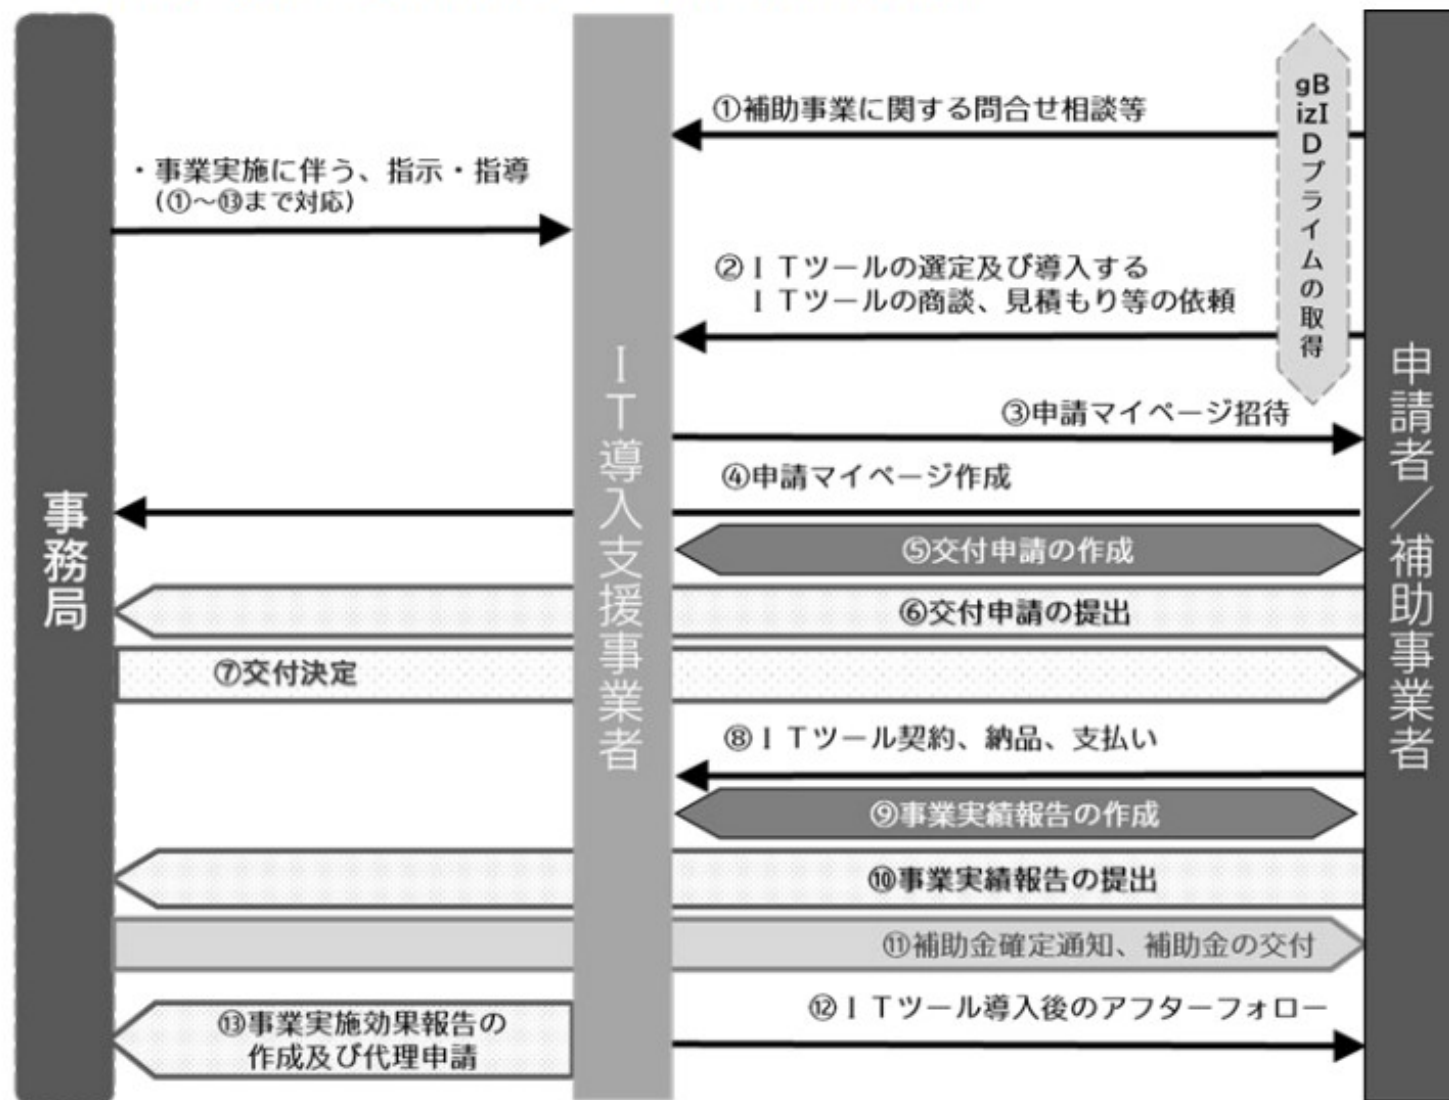 事務局
IT導入支援事業者
申請者／補助事業者
gBizIDプライムの取得
①補助事業に関する問合せ相談等
・事業実施に伴う、指示・指導
(①～⑬まで対応)
②ITツールの選定及び導入する
ITツールの商談、見積もり等の依頼
③申請マイページ招待
④申請マイページ作成
⑤交付申請の作成
⑥交付申請の提出
⑦交付決定
⑧ITツール契約、納品、支払い
⑨事業実績報告の作成
⑩事業実績報告の提出
⑪補助金確定通知、補助金の交付
⑫ITツール導入後のアフターフォロー
⑬事業実施効果報告の
作成及び代理申請